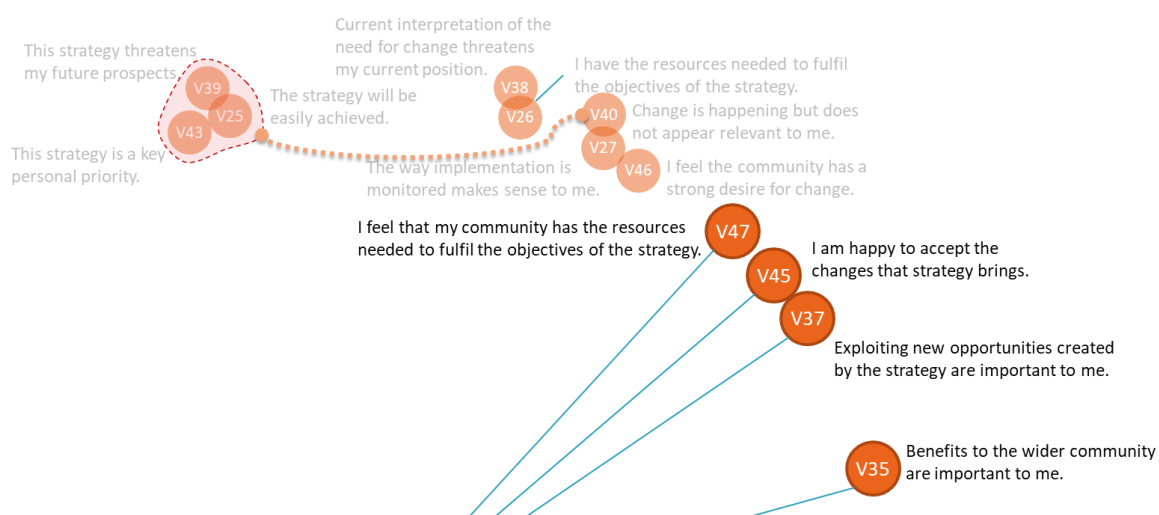 Current interpretation of the
need for change threatens
my current position.
This strategy threatens
my future prospects.
V39
V25
V43
The strategy will be
easily achieved.
This strategy is a key
personal priority.
V38
V26
I have the resources needed to fulfil
the objectives of the strategy.
V40
Change is happening but does
not appear relevant to me.
V27
The way implementation is
monitored makes sense to me.
V46
I feel the community has a
strong desire for change.
I feel that my community has the resources
needed to fulfil the objectives of the strategy.
V47
V45
I am happy to accept the
changes that strategy brings.
V37
Exploiting new opportunities created
by the strategy are important to me.
V35
Benefits to the wider community
are important to me.